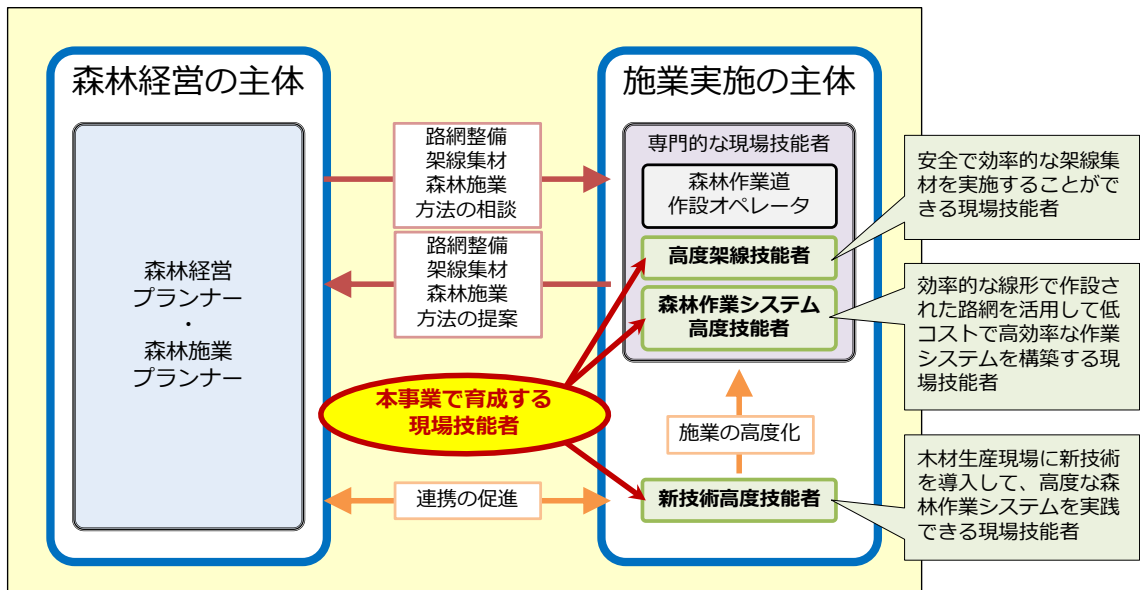 森林経営の主体
森林経営
プランナー
・
森林施業
プランナー
路網整備
架線集材
森林施業
方法の相談
路網整備
架線集材
森林施業
方法の提案
本事業で育成する
現場技能者
連携の促進
施業実施の主体
専門的な現場技能者
森林作業道
作設オペレータ
高度架線技能者
森林作業システム
高度技能者
施業の高度化
新技術高度技能者
安全で効率的な架線集
材を実施することがで
きる現場技能者
効率的な線形で作設さ
れた路網を活用して低
コストで高効率な作業
システムを構築する現
場技能者
木材生産現場に新技術
を導入して、高度な森
林作業システムを実践
できる現場技能者